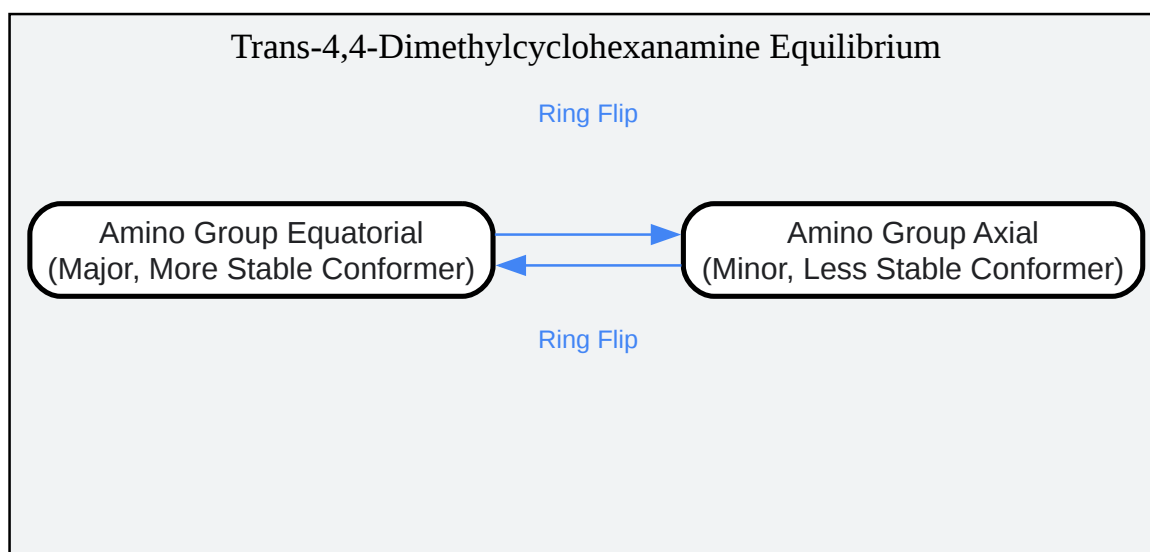 Trans-4,4-Dimethylcyclohexanamine Equilibrium
Ring Flip
Amino Group Equatorial
(Major, More Stable Conformer)
Amino Group Axial
(Minor, Less Stable Conformer)
Ring Flip